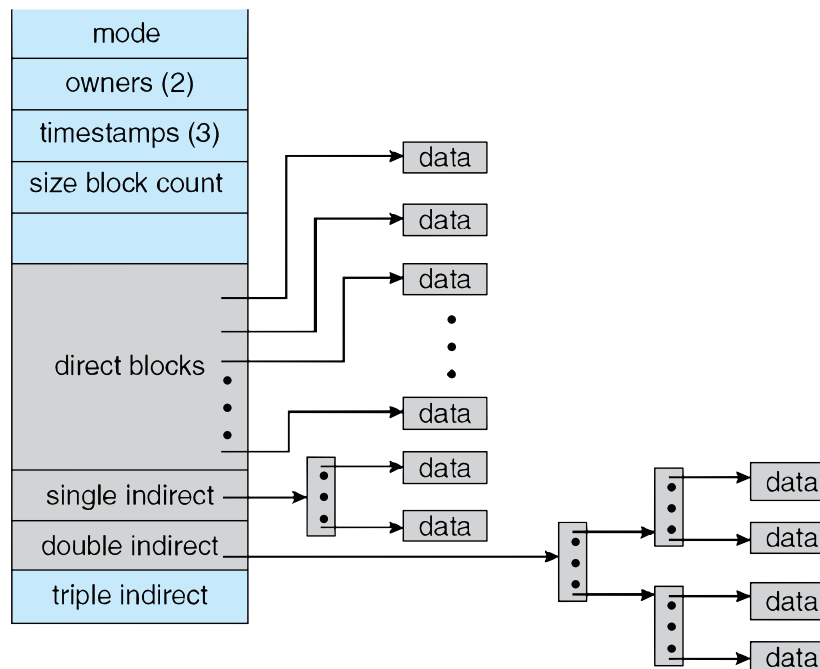 mode
owners (2)
timestamps (3)
size block count
direct blocks
single indirect
double indirect
triple indirect
data
data
data
data
data
data
data
data
data
data